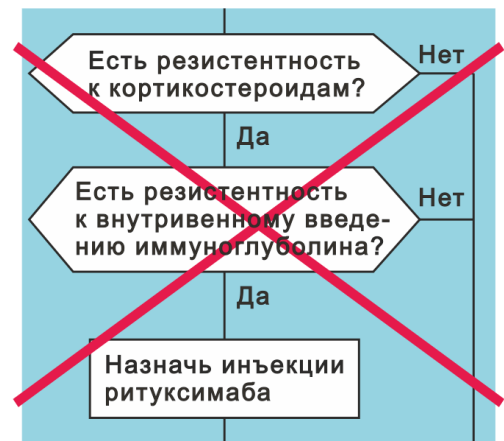 Есть резистентность
к кортикостероидам?
Нет
Да
Есть резистентность
к внутривенному введе-
нию иммуноглуболина?
Нет
Да
Назначь инъекции
ритуксимаба